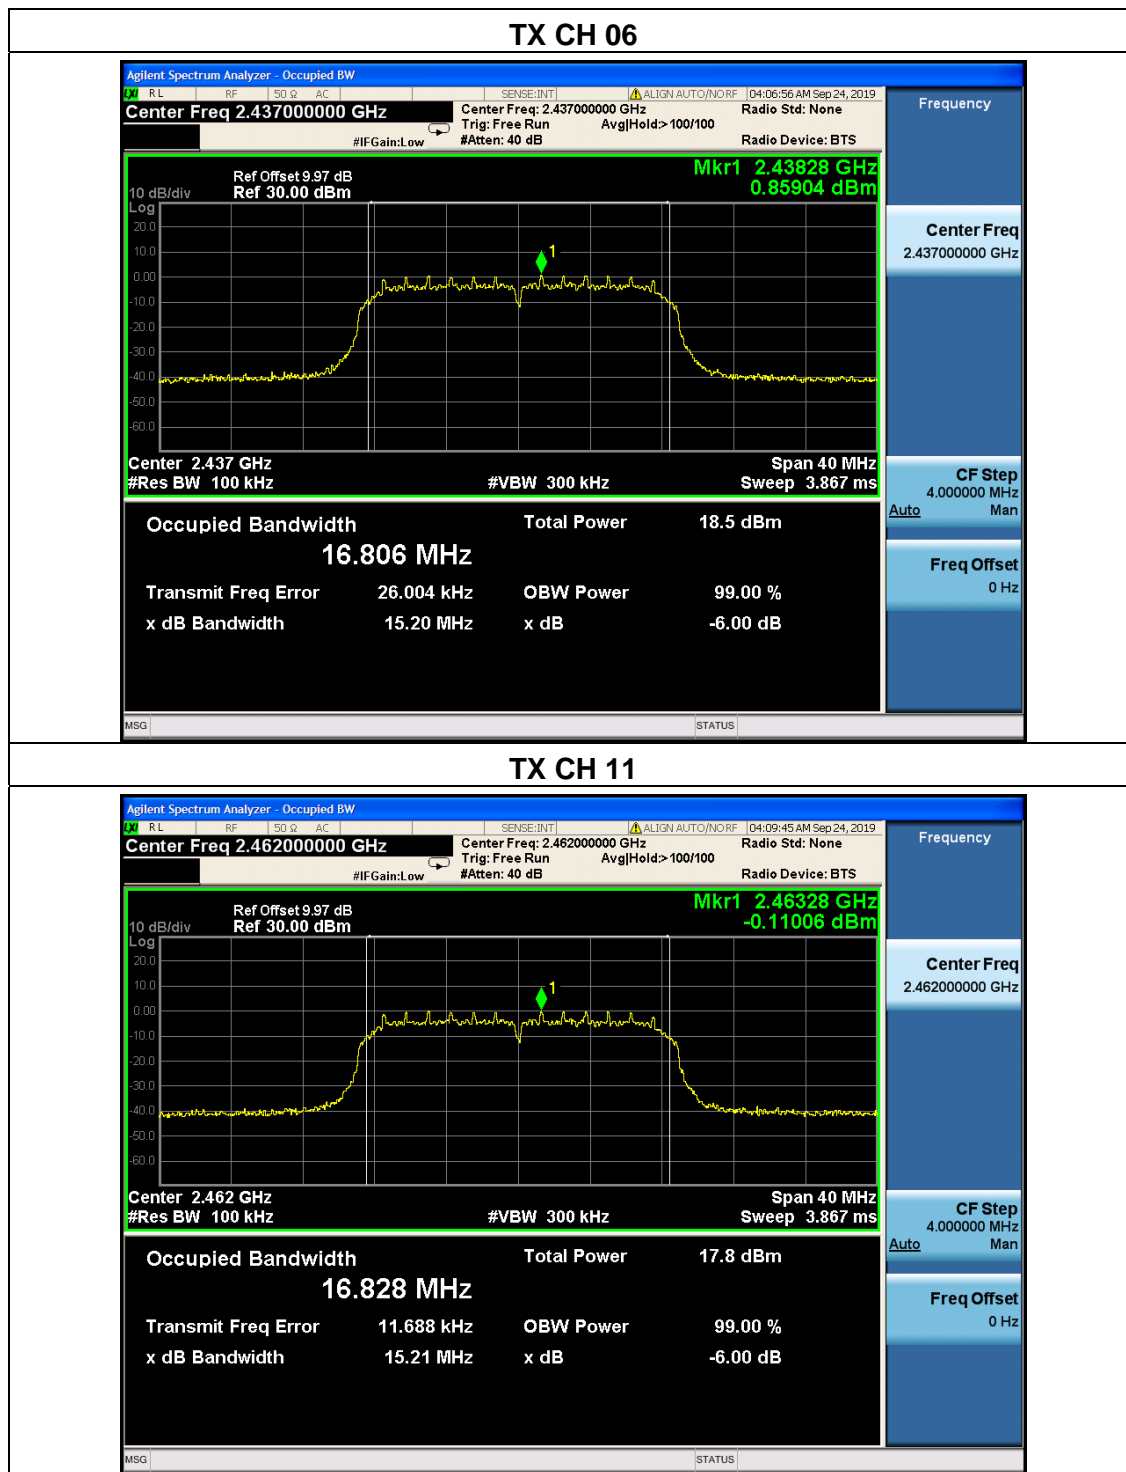 TX CH 06
Agilent Spectrum Analyzer - Occupied BW
LXI RL RF 50 Ω AC SENSE:INT ALIGN AUTO/NO RF 04:06:56 AM Sep 24, 2019
Center Freq 2.437000000 GHz Center Freq: 2.437000000 GHz Radio Std: None
Trig: Free Run Avg|Hold:>100/100
#IFGain:Low #Atten: 40 dB Radio Device: BTS
Frequency
Mkr1 2.43828 GHz
0.85904 dBm
Ref Offset 9.97 dB
10 dB/div Ref 30.00 dBm
Log
20.0
10.0
0.00
-10.0
-20.0
-30.0
-40.0
-50.0
-60.0
1
Center 2.437 GHz Span 40 MHz
#Res BW 100 kHz #VBW 300 kHz Sweep 3.867 ms
Center Freq
2.437000000 GHz
CF Step
4.000000 MHz
Auto Man
Freq Offset
0 Hz
Occupied Bandwidth Total Power 18.5 dBm
16.806 MHz
Transmit Freq Error 26.004 kHz OBW Power 99.00 %
x dB Bandwidth 15.20 MHz x dB -6.00 dB
MSG STATUS
TX CH 11
Agilent Spectrum Analyzer - Occupied BW
LXI RL RF 50 Ω AC SENSE:INT ALIGN AUTO/NO RF 04:09:45 AM Sep 24, 2019
Center Freq 2.462000000 GHz Center Freq: 2.462000000 GHz Radio Std: None
Trig: Free Run Avg|Hold:>100/100
#IFGain:Low #Atten: 40 dB Radio Device: BTS
Frequency
Mkr1 2.46328 GHz
-0.11006 dBm
Ref Offset 9.97 dB
10 dB/div Ref 30.00 dBm
Log
20.0
10.0
0.00
-10.0
-20.0
-30.0
-40.0
-50.0
-60.0
1
Center 2.462 GHz Span 40 MHz
#Res BW 100 kHz #VBW 300 kHz Sweep 3.867 ms
Center Freq
2.462000000 GHz
CF Step
4.000000 MHz
Auto Man
Freq Offset
0 Hz
Occupied Bandwidth Total Power 17.8 dBm
16.828 MHz
Transmit Freq Error 11.688 kHz OBW Power 99.00 %
x dB Bandwidth 15.21 MHz x dB -6.00 dB
MSG STATUS